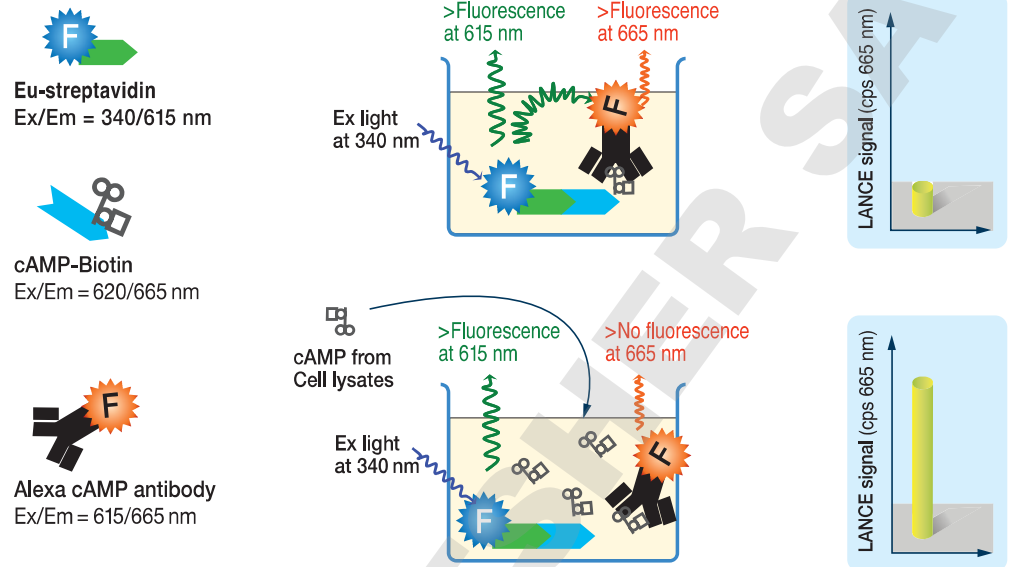 F
Eu-streptavidin
Ex/Em = 340/615 nm
cAMP-Biotin
Ex/Em = 620/665 nm
F
Alexa cAMP antibody
Ex/Em = 615/665 nm
>Fluorescence
at 615 nm
>Fluorescence
at 665 nm
Ex light
at 340 nm
F
F
LANCE signal (cps 665 nm)
cAMP from
Cell lysates
>Fluorescence
at 615 nm
>No fluorescence
at 665 nm
Ex light
at 340 nm
F
F
LANCE signal (cps 665 nm)
SHER SA